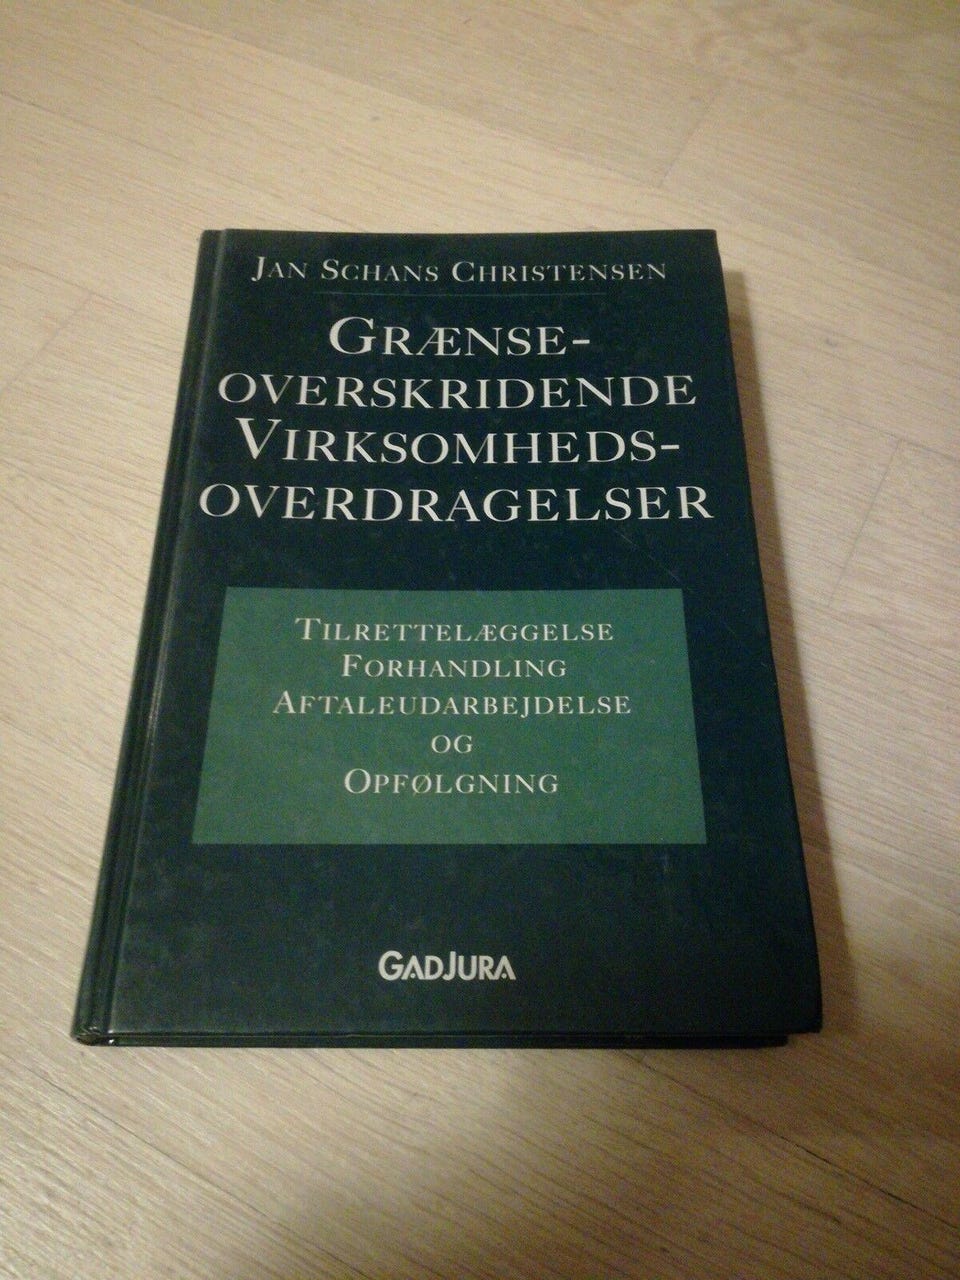 JAN SCHANS CHRISTENSEN
GRÆNSE-
OVERSKRIDENDE
VIRKSOMHEDS-
OVERDRAGELSER
TILRETTELÆGGELSE
FORHANDLING
AFTALEUDARBEJDELSE
OG
OPFØLGNING
GADJURA